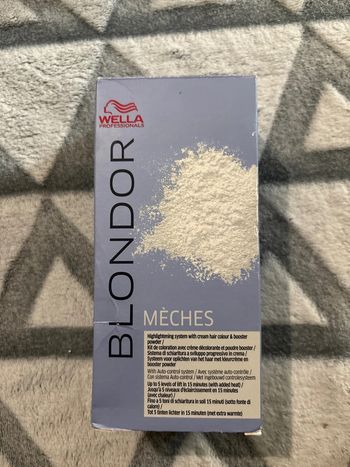 WELLA
PROFESSIONALS
BLONDOR
MÈCHES
Highlightening system with cream hair colour & booster
powder /
Kit de coloration avec crème décolorante et poudre booster /
Sistema di schiaritura a sviluppo progressivo in crema /
Systeem voor oplichten van het haar met kleurcrème en
booster powder
With Auto-control system / Avec système auto-contrôle /
Con sistema Auto-control / Met ingebouwd controlesysteem
Up to 5 levels of lift in 15 minutes (with added heat) /
Jusqu'à 5 niveaux d'éclaircissement en 15 minutes
(avec chaleur) /
Fino a 5 toni di schiaritura in soli 15 minuti (sotto fonte di
calore) /
Tot 5 tinten lichter in 15 minuten (met extra warmte)